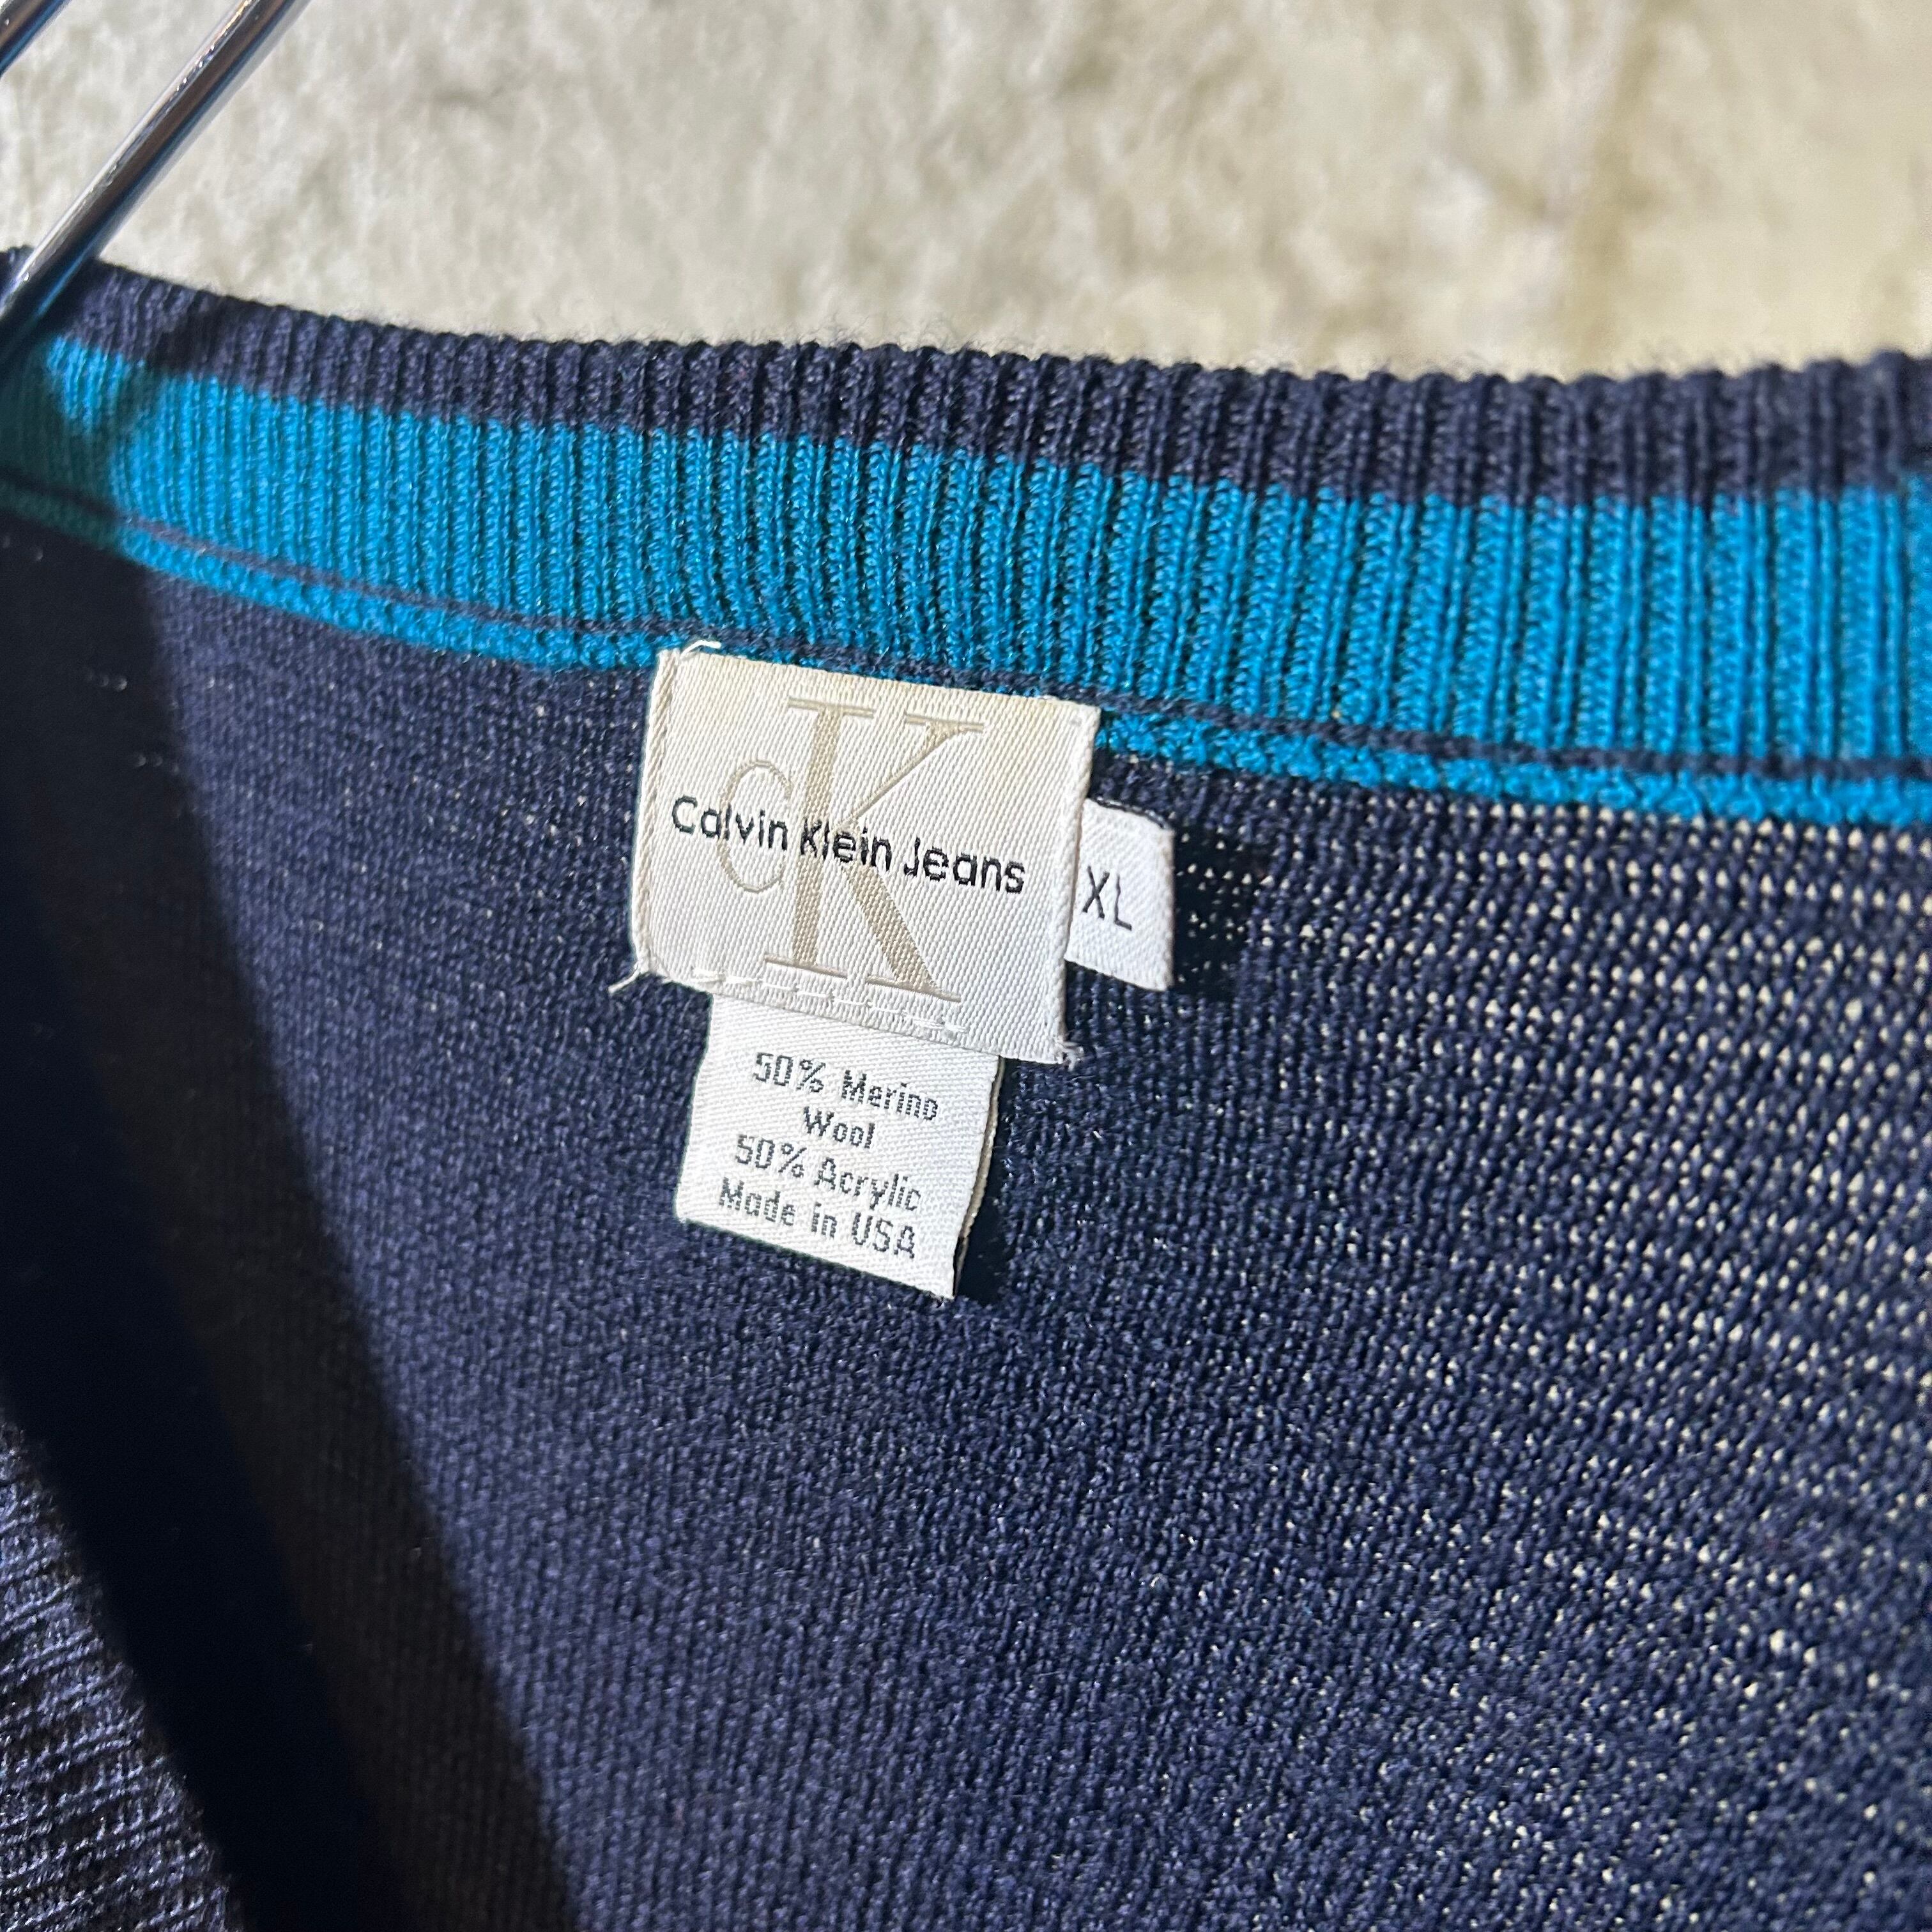 cK
Calvin Klein Jeans
XL
50% Merino
Wool
50% Acrylic
Made in USA